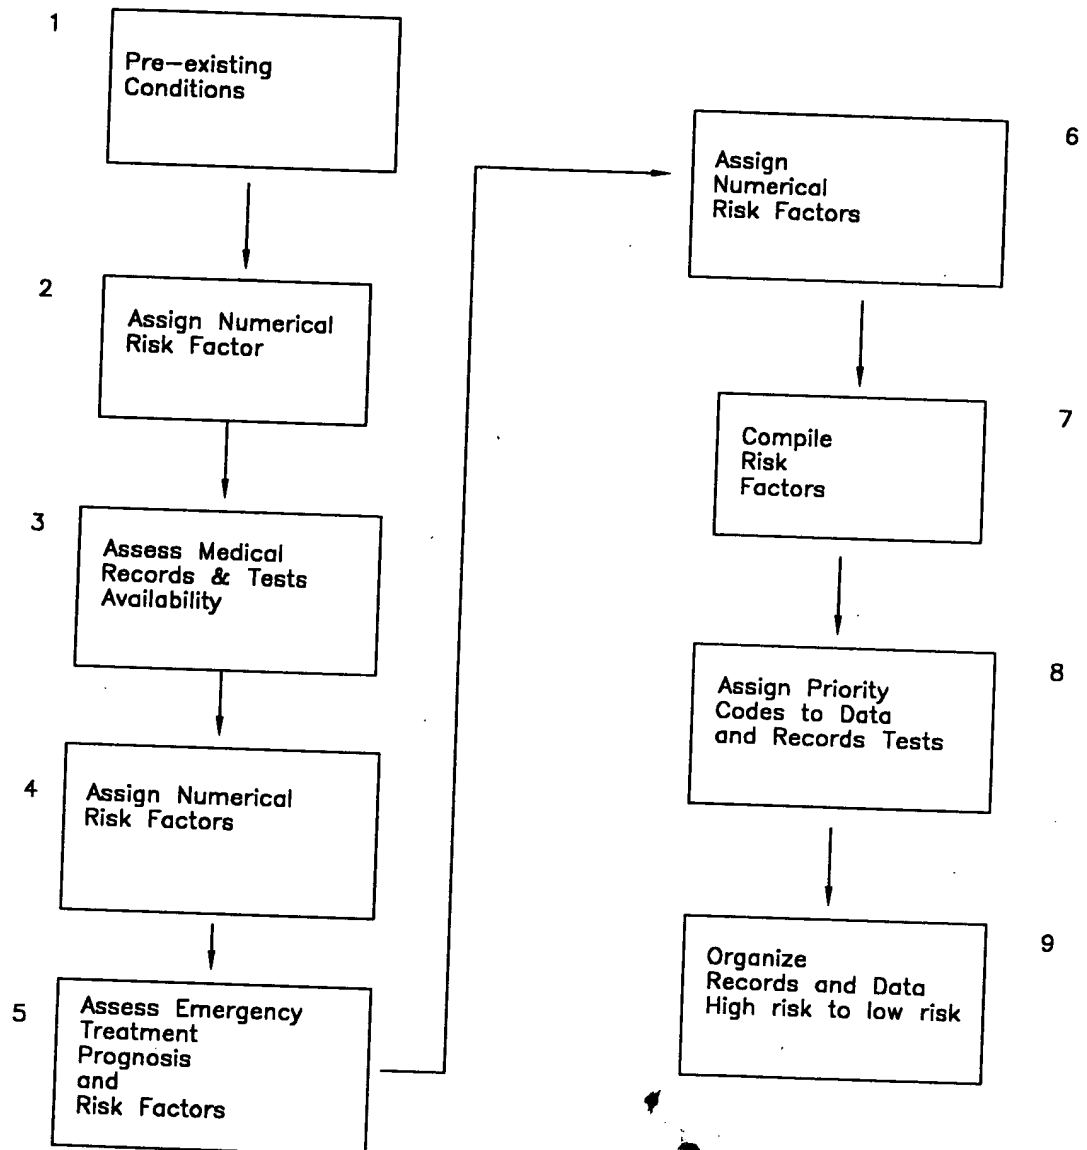 1
Pre-existing
Conditions
2
Assign Numerical
Risk Factor
3
Assess Medical
Records & Tests
Availability
4
Assign Numerical
Risk Factors
5
Assess Emergency
Treatment
Prognosis
and
Risk Factors
6
Assign
Numerical
Risk Factors
7
Compile
Risk
Factors
8
Assign Priority
Codes to Data
and Records Tests
9
Organize
Records and Data
High risk to low risk